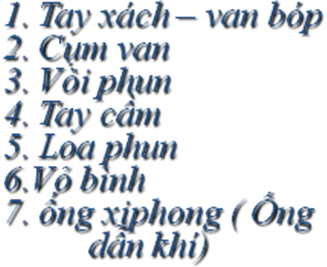 1. Tay xách – van bóp
2. Cụm van
3. Vòi phun
4. Tay cầm
5. Loa phun
6.Vỏ bình
7. ống xiphong ( Ống
dẫn khí)